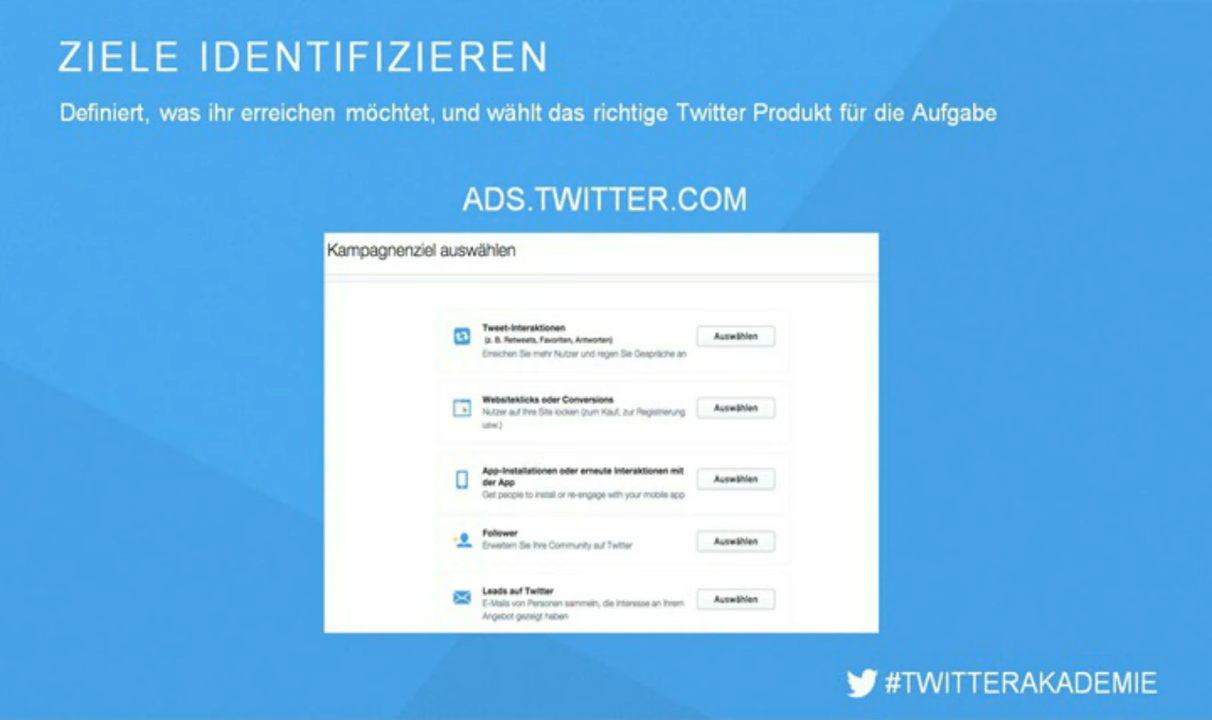 ZIELE IDENTIFIZIEREN
Definiert, was ihr erreichen möchtet, und wählt das richtige Twitter Produkt für die Aufgabe
ADS.TWITTER.COM
Kampagnenziel auswählen
Tweet-Interaktionen
(z. B. Retweets, Favoriten, Antworten)
Erreichen Sie mehr Nutzer und regen Sie Gespräche an
Auswählen
Websiteklicks oder Conversions
Nutzer auf Ihre Site locken (zum Kauf, zur Registrierung
usw.)
Auswählen
App-Installationen oder erneute Interaktionen mit
der App
Get people to install or re-engage with your mobile app
Auswählen
Follower
Erweitern Sie Ihre Community auf Twitter
Auswählen
Leads auf Twitter
E-Mails von Personen sammeln, die Interesse an Ihrem
Angebot gezeigt haben
Auswählen
#TWITTERAKADEMIE